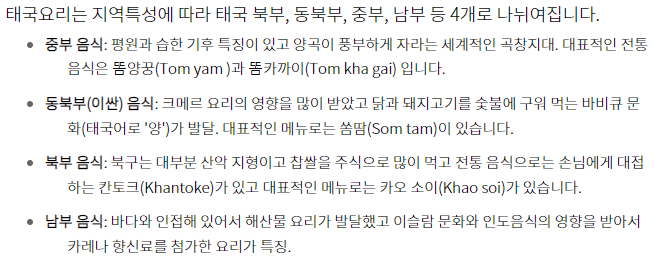 태국요리는 지역특성에 따라 태국 북부, 동북부, 중부, 남부 등 4개로 나뉘여집니다.
중부 음식: 평원과 습한 기후 특징이 있고 양곡이 풍부하게 자라는 세계적인 곡창지대. 대표적인 전통
음식은 똠양꿍(Tom yam )과 똠카까이(Tom kha gai) 입니다.
동북부(이싼) 음식: 크메르 요리의 영향을 많이 받았고 닭과 돼지고기를 숯불에 구워 먹는 바비큐 문
화(태국어로 '양')가 발달. 대표적인 메뉴로는 쏨땀(Som tam)이 있습니다.
북부 음식: 북구는 대부분 산악 지형이고 찹쌀을 주식으로 많이 먹고 전통 음식으로는 손님에게 대접
하는 칸토크(Khantoke)가 있고 대표적인 메뉴로는 카오 소이(Khao soi)가 있습니다.
남부 음식: 바다와 인접해 있어서 해산물 요리가 발달했고 이슬람 문화와 인도음식의 영향을 받아서
카레나 향신료를 첨가한 요리가 특징.